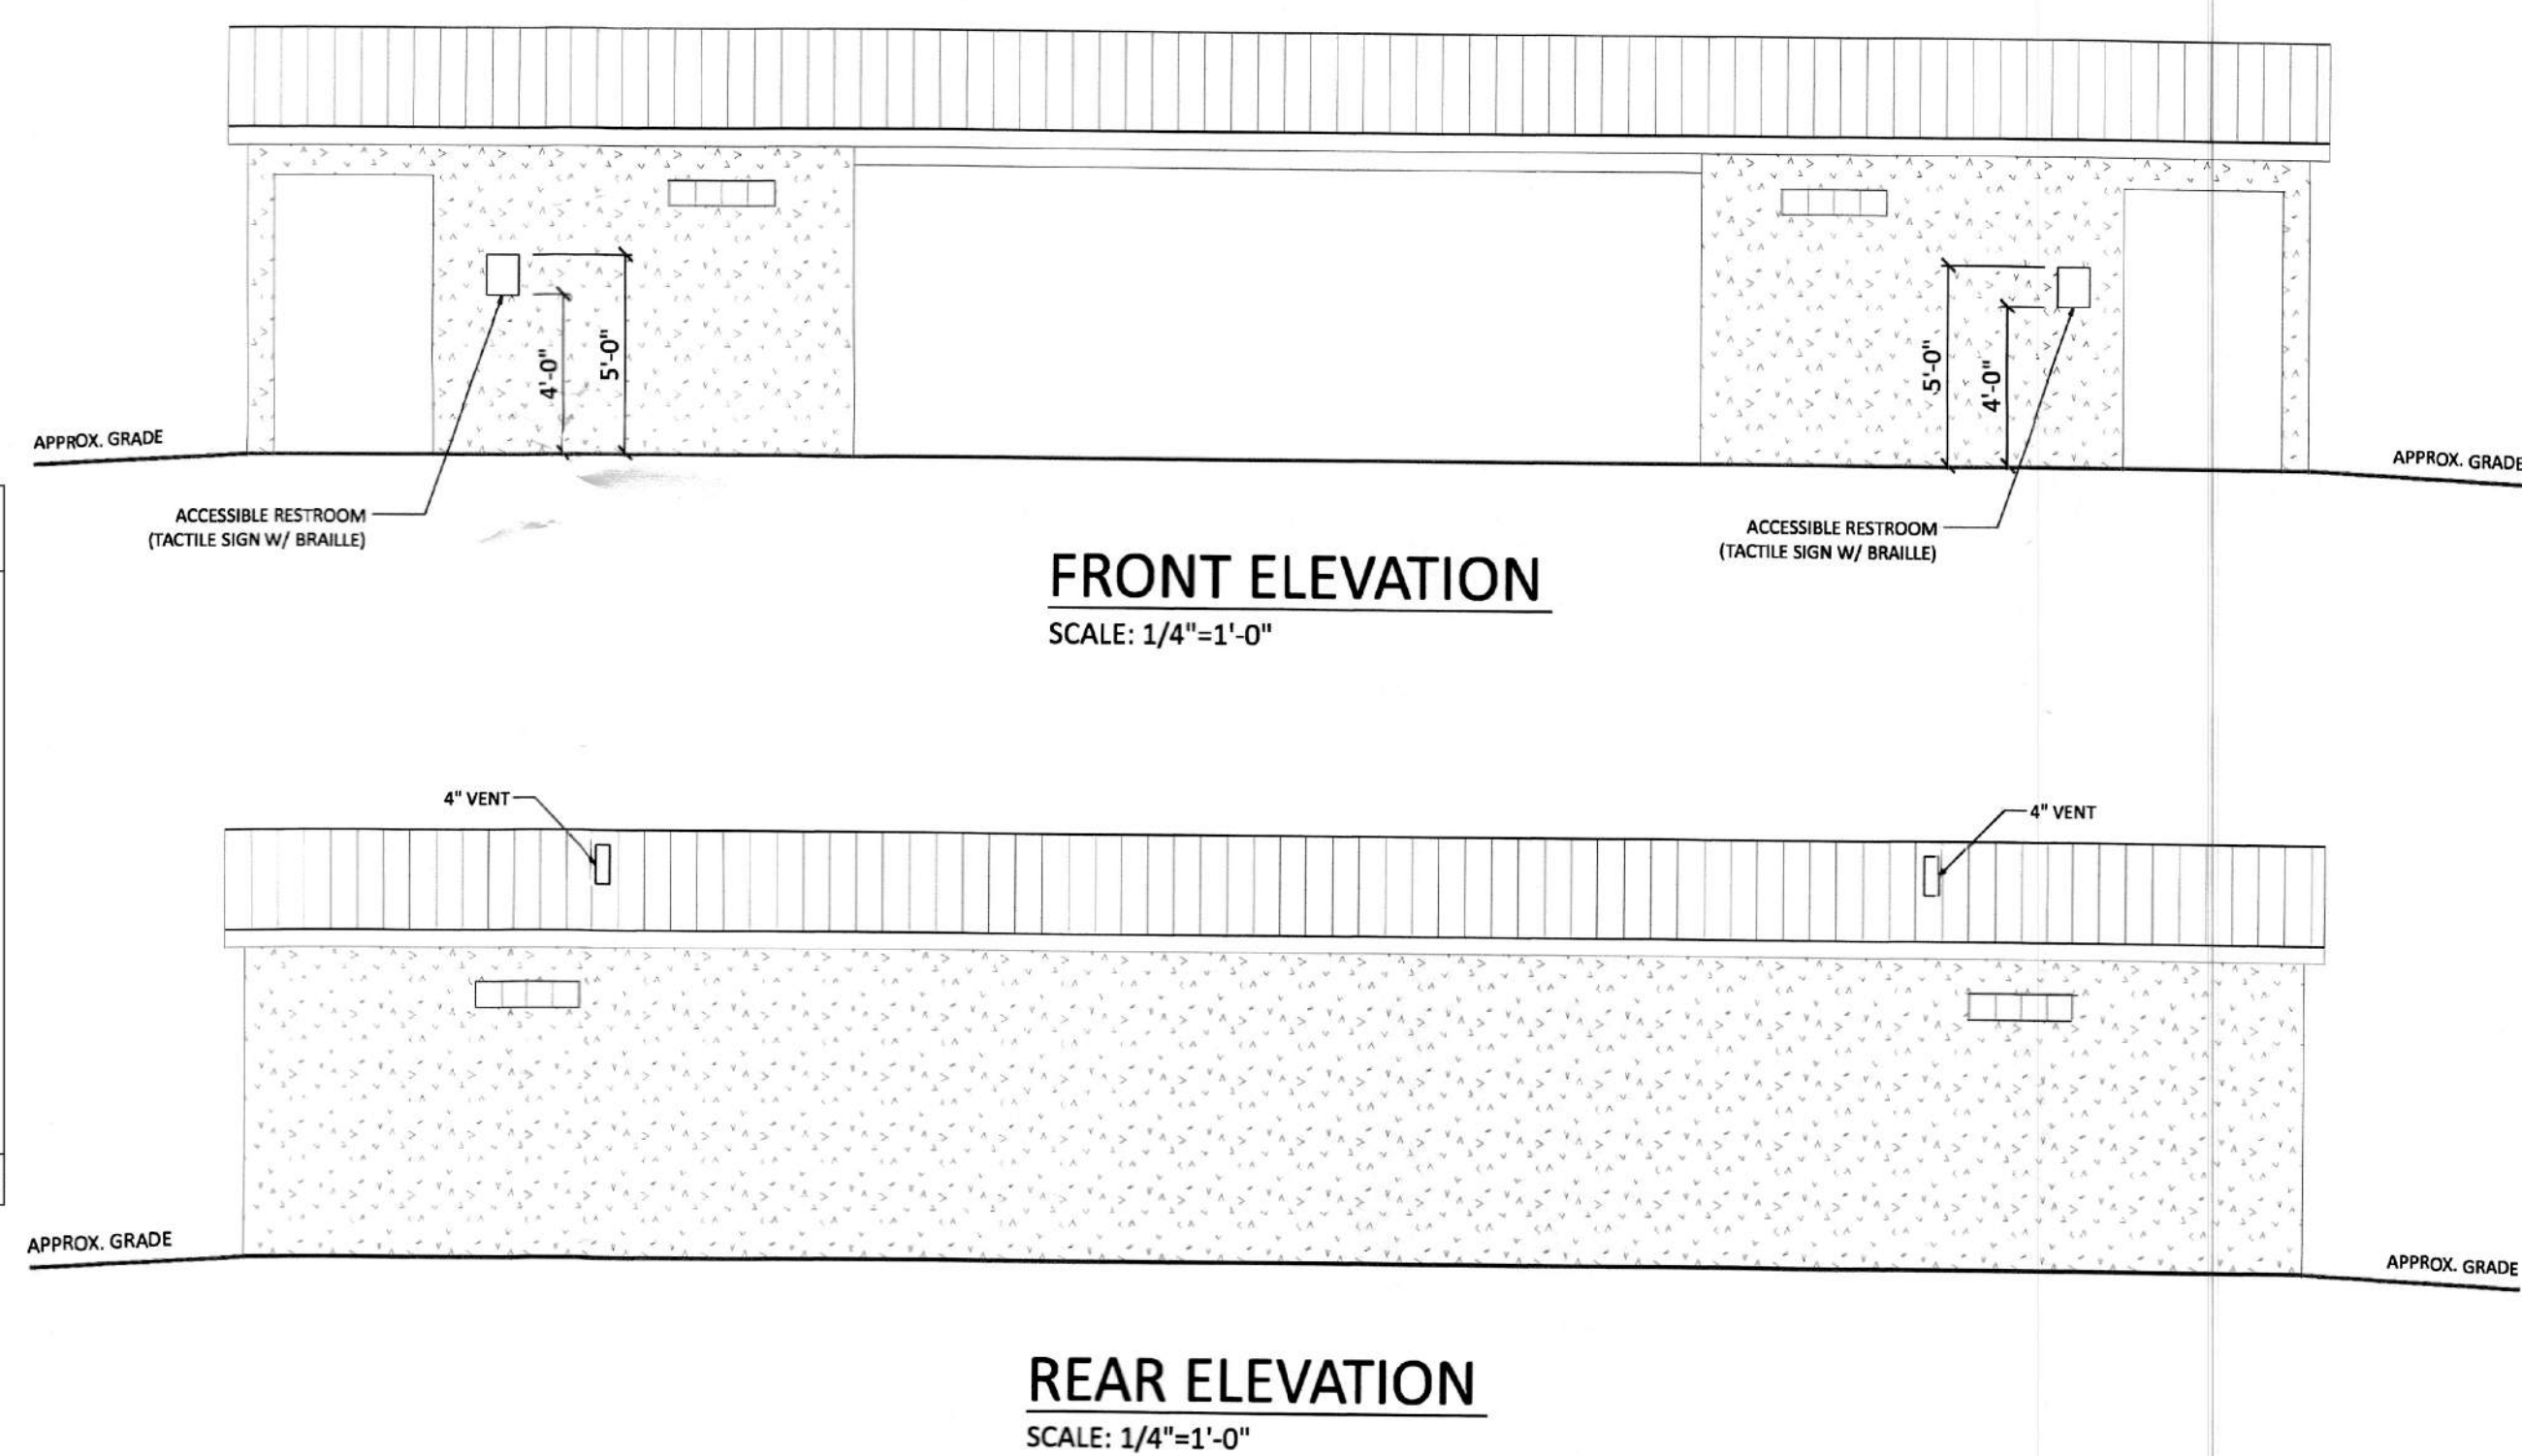 4'-0"
5'-0"
5'-0"
4'-0"
APPROX. GRADE
APPROX. GRADE
ACCESSIBLE RESTROOM
(TACTILE SIGN W/ BRAILLE)
ACCESSIBLE RESTROOM
(TACTILE SIGN W/ BRAILLE)
FRONT ELEVATION
SCALE: 1/4"=1'-0"
4" VENT
4" VENT
APPROX. GRADE
APPROX. GRADE
REAR ELEVATION
SCALE: 1/4"=1'-0"